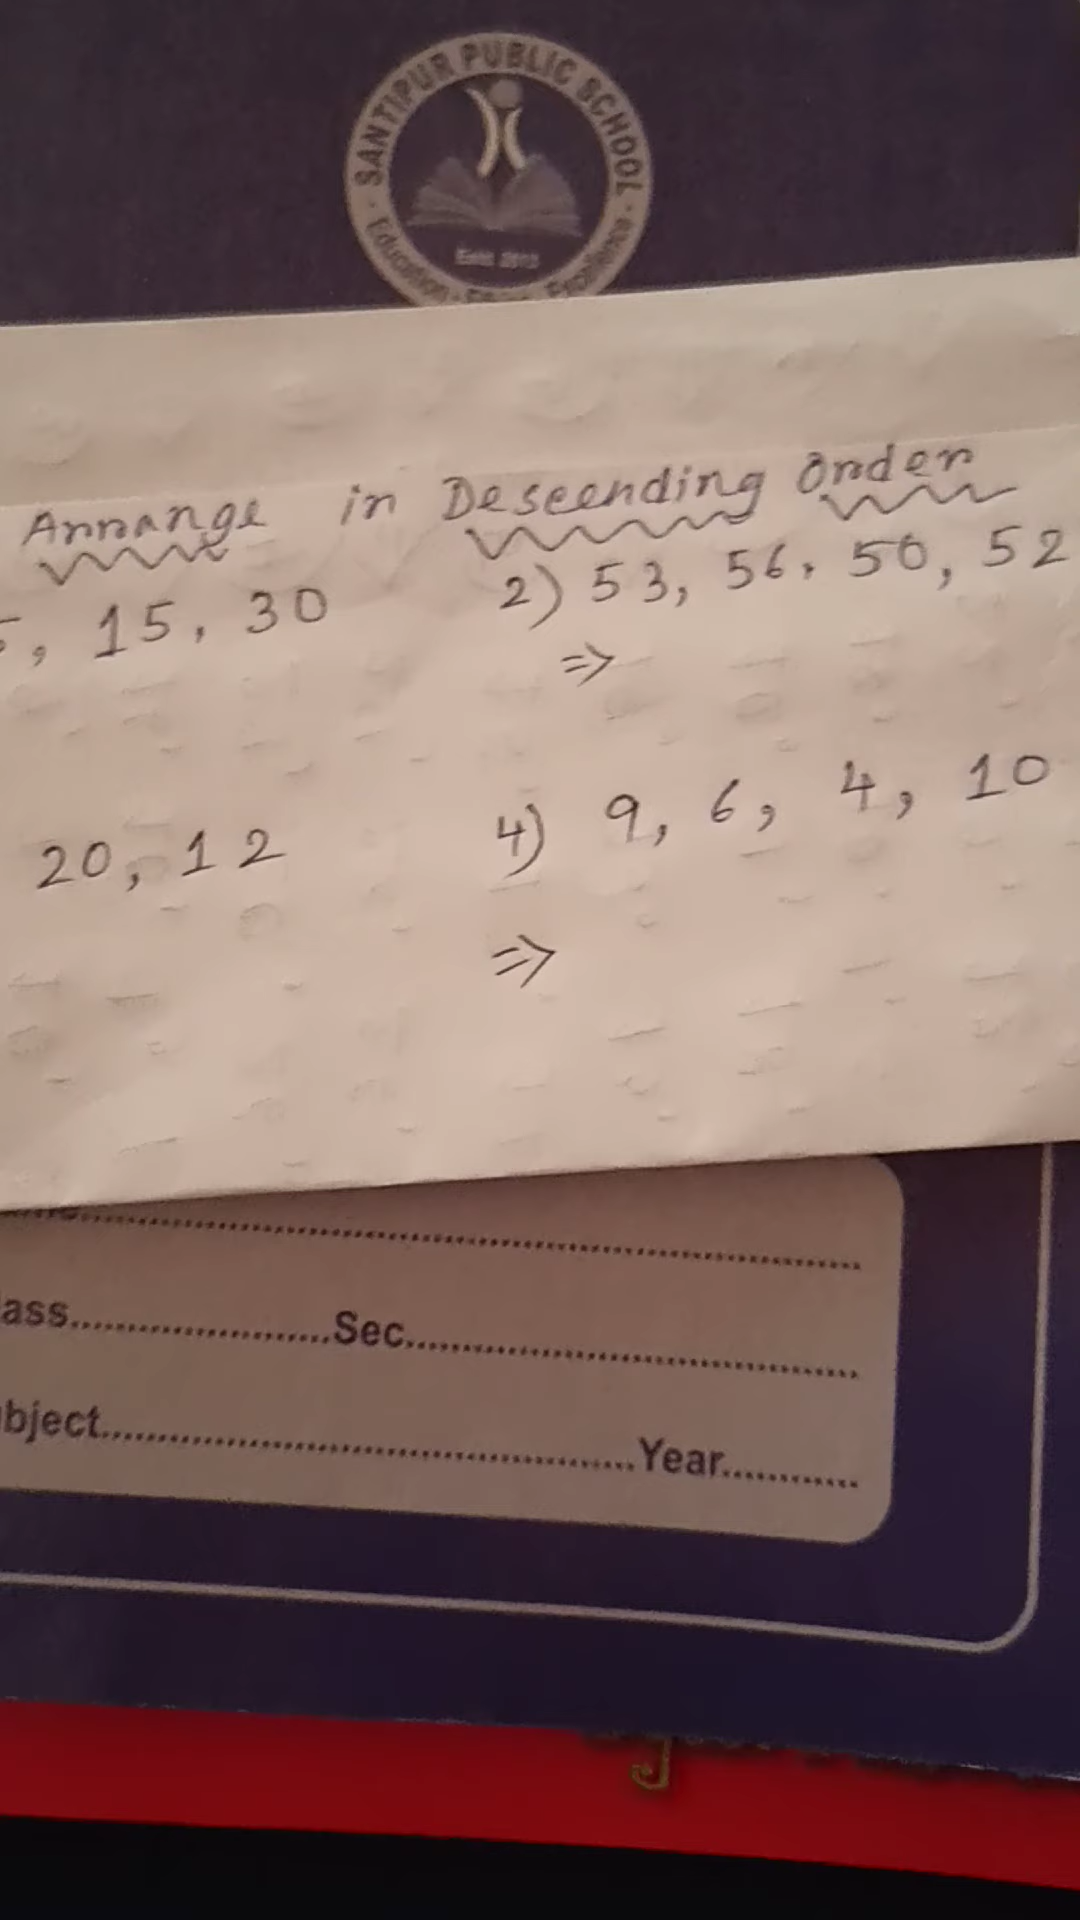 SANTIPUR PUBLIC SCHOOL
Education
Arrange in Descending Order
, 15, 30 2) 53, 56, 50, 52
⇒
20, 12 4) 9, 6, 4, 10
⇒
ass....................Sec....................
bject....................Year............